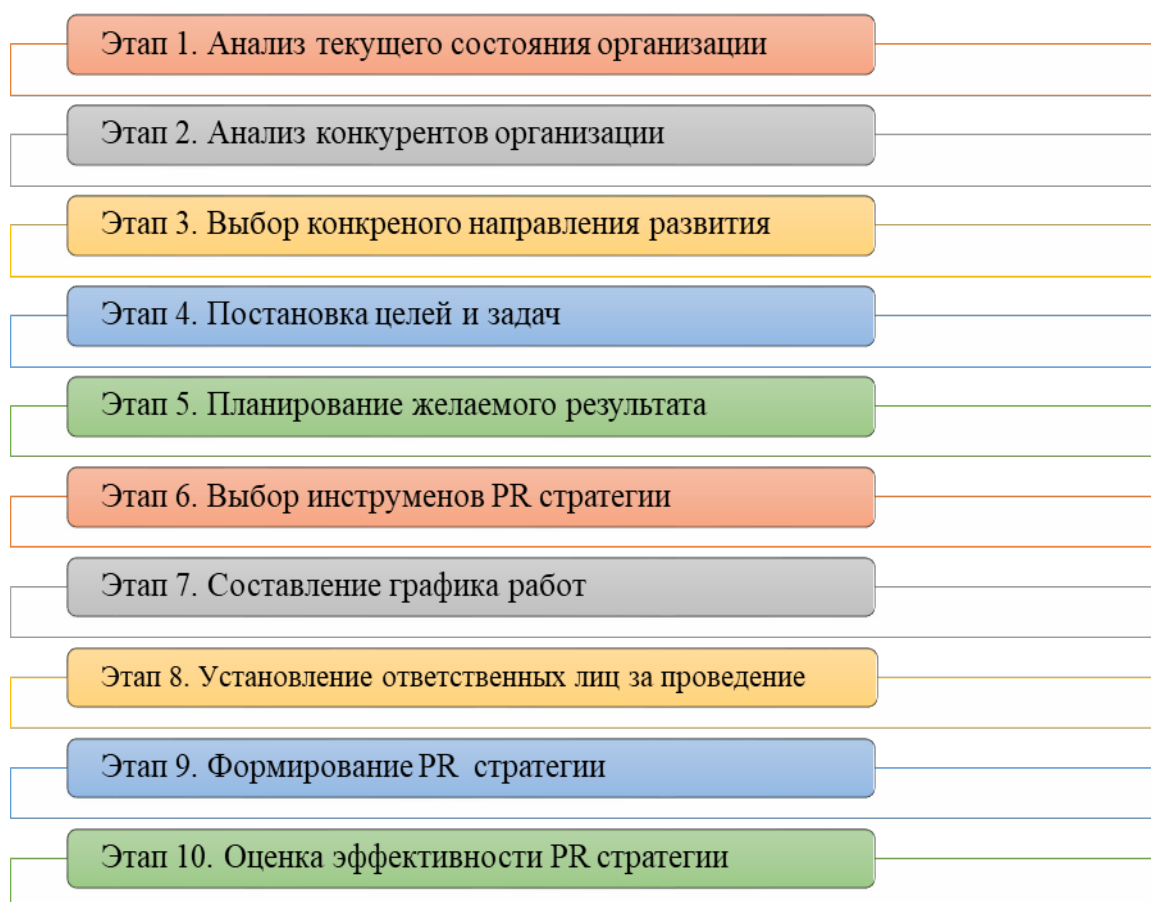 Этап 1. Анализ текущего состояния организации
Этап 2. Анализ конкурентов организации
Этап 3. Выбор конкреного направления развития
Этап 4. Постановка целей и задач
Этап 5. Планирование желаемого результата
Этап 6. Выбор инструменов PR стратегии
Этап 7. Составление графика работ
Этап 8. Установление ответственных лиц за проведение
Этап 9. Формирование PR стратегии
Этап 10. Оценка эффективности PR стратегии